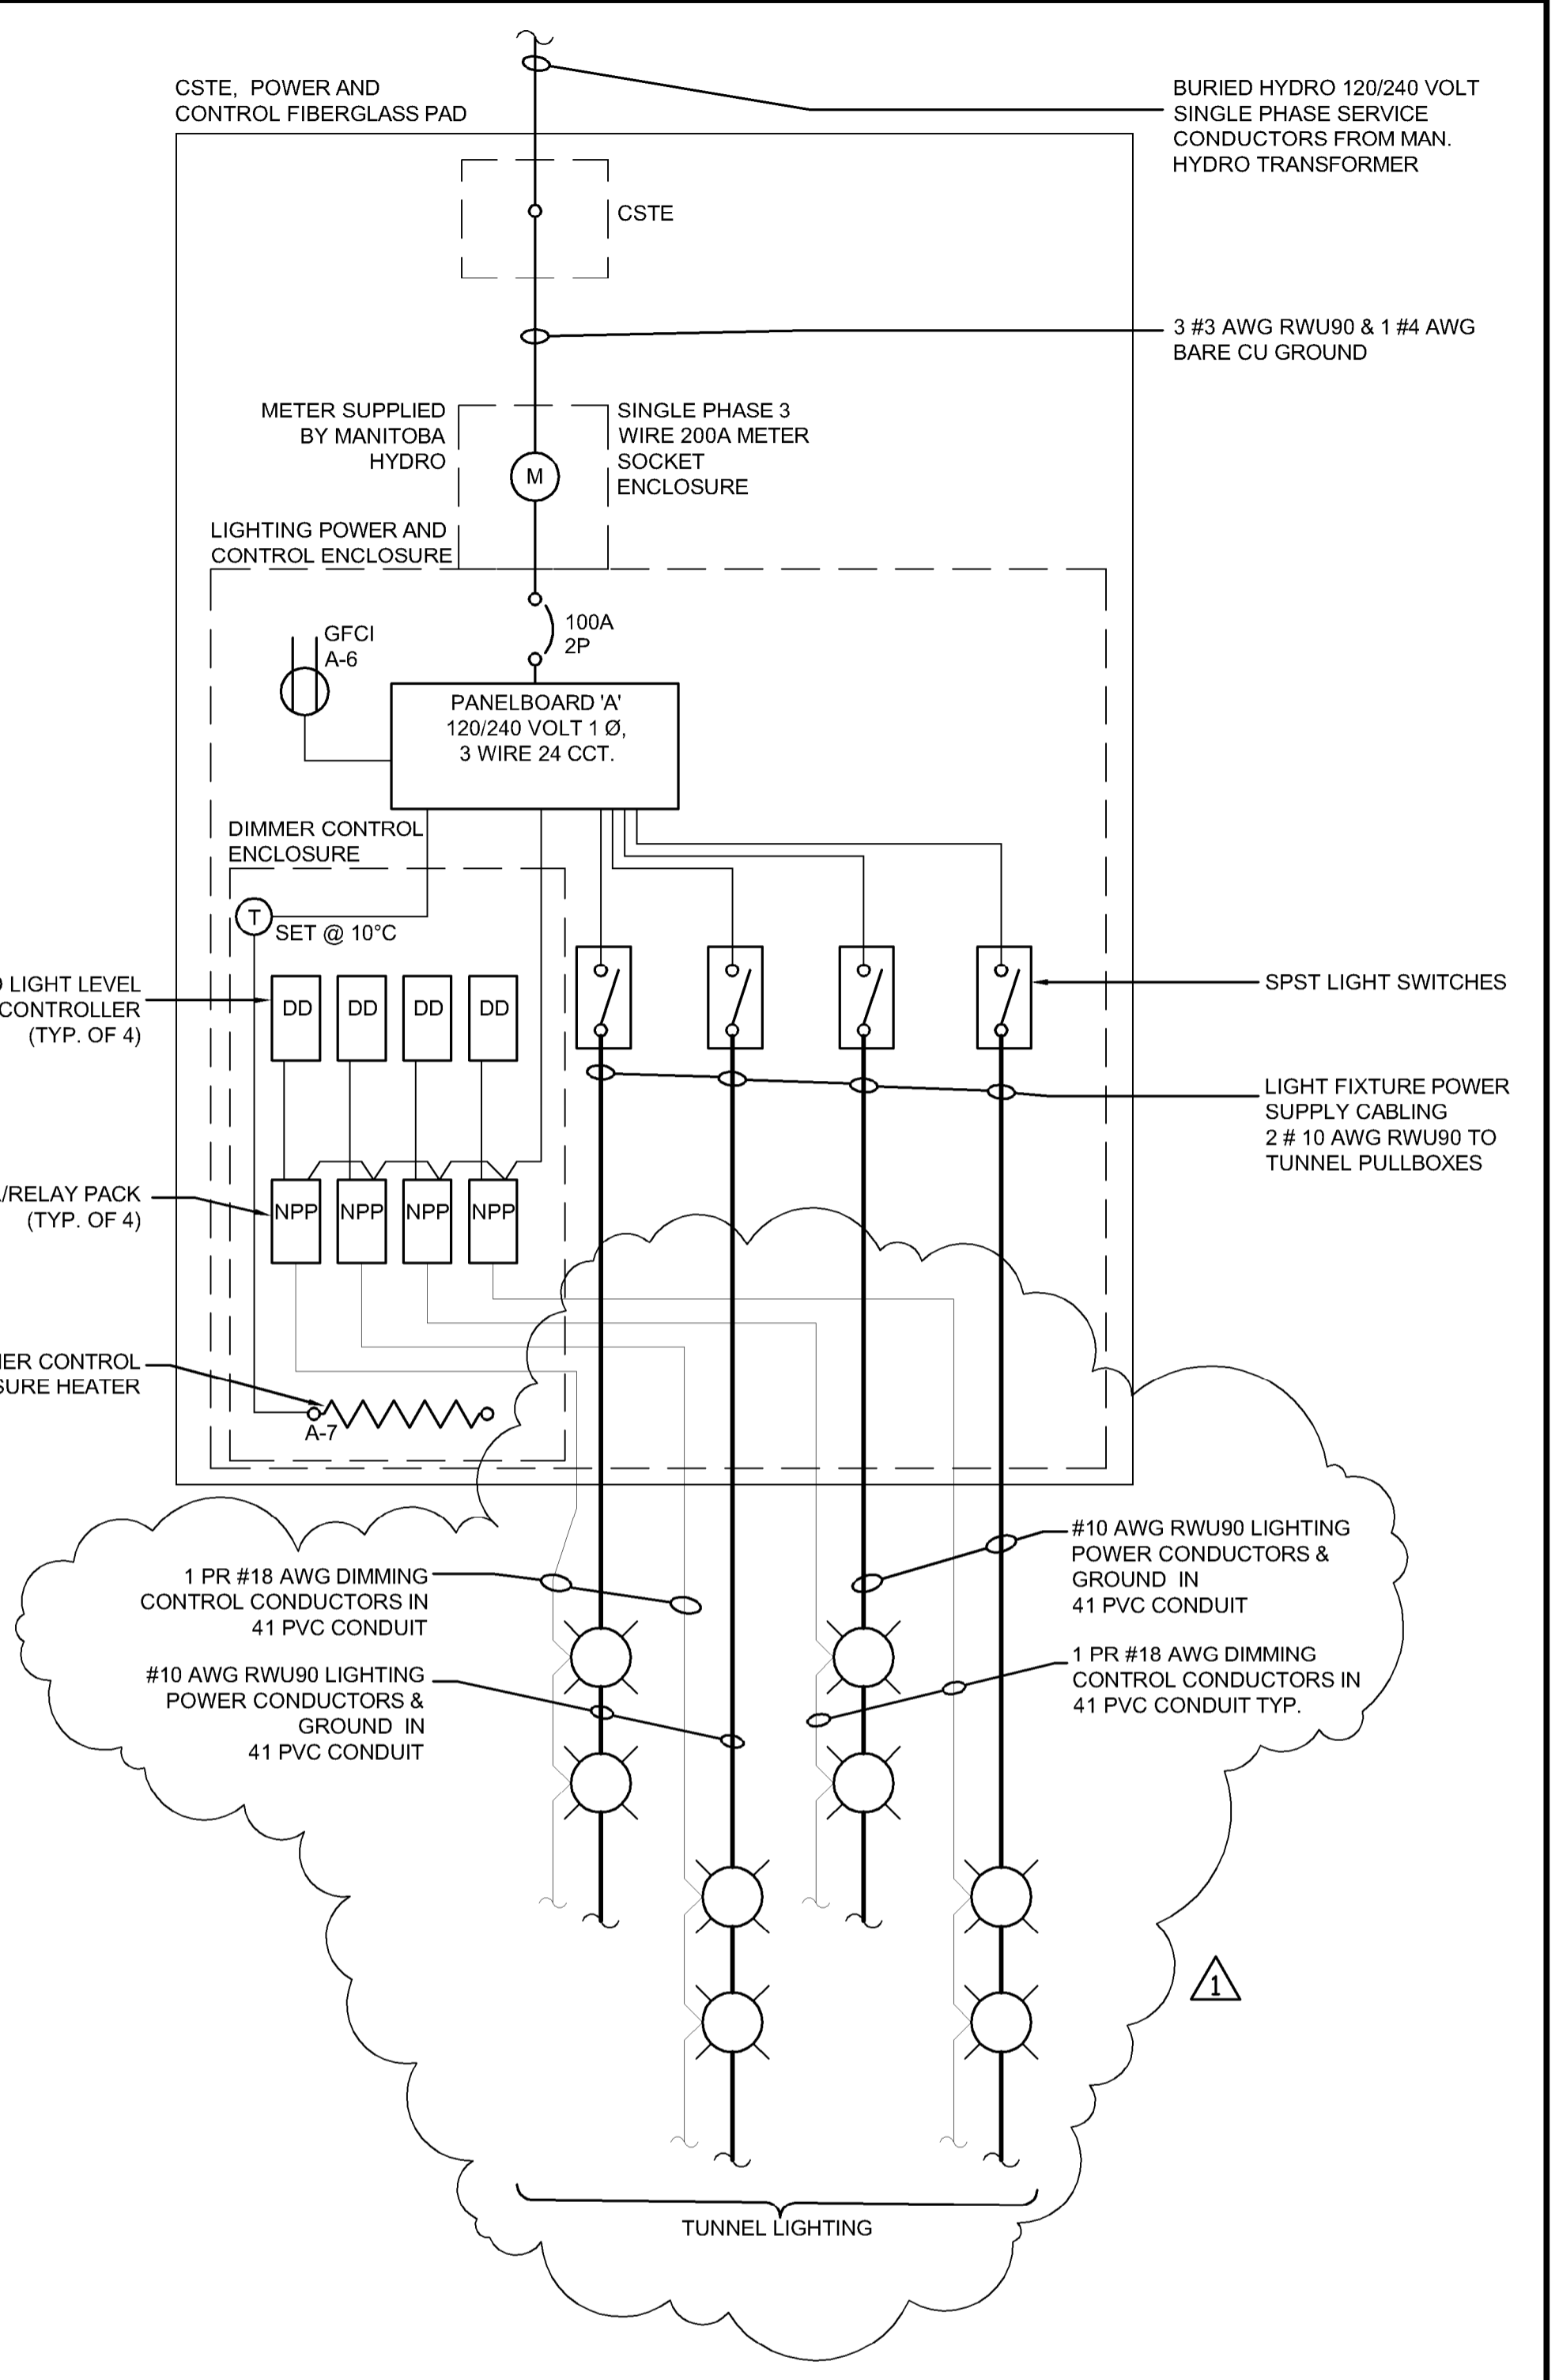 CSTE, POWER AND
CONTROL FIBERGLASS PAD
BURIED HYDRO 120/240 VOLT
SINGLE PHASE SERVICE
CONDUCTORS FROM MAN.
HYDRO TRANSFORMER
CSTE
3 #3 AWG RWU90 & 1 #4 AWG
BARE CU GROUND
METER SUPPLIED
BY MANITOBA
HYDRO
SINGLE PHASE 3
WIRE 200A METER
SOCKET
ENCLOSURE
M
LIGHTING POWER AND
CONTROL ENCLOSURE
100A
2P
GFCI
A-6
PANELBOARD 'A'
120/240 VOLT 1 Ø,
3 WIRE 24 CCT.
DIMMER CONTROL
ENCLOSURE
T
SET @ 10°C
LIGHT LEVEL
CONTROLLER
(TYP. OF 4)
DD DD DD DD
SPST LIGHT SWITCHES
LIGHT FIXTURE POWER
SUPPLY CABLING
2 # 10 AWG RWU90 TO
TUNNEL PULLBOXES
/RELAY PACK
(TYP. OF 4)
NPP NPP NPP NPP
CONTROL
HEATER
A-7
1 PR #18 AWG DIMMING
CONTROL CONDUCTORS IN
41 PVC CONDUIT
#10 AWG RWU90 LIGHTING
POWER CONDUCTORS &
GROUND IN
41 PVC CONDUIT
#10 AWG RWU90 LIGHTING
POWER CONDUCTORS &
GROUND IN
41 PVC CONDUIT
1 PR #18 AWG DIMMING
CONTROL CONDUCTORS IN
41 PVC CONDUIT TYP.
1
TUNNEL LIGHTING